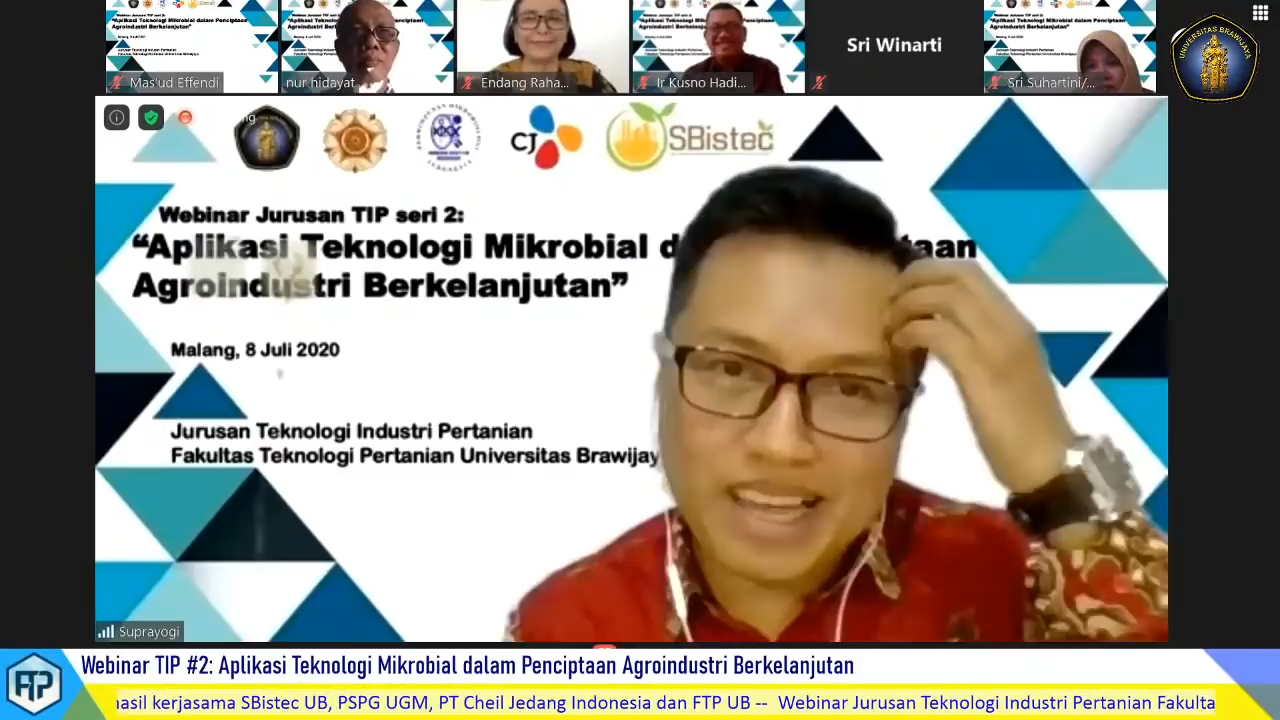 Mas'ud Effendi
nur hidayat
Endang Raha...
Ir Kusno Hadi...
Sri Winarti
Sri Suhartini/...
CJ
SBistec
Webinar Jurusan TIP seri 2:
“Aplikasi Teknologi Mikrobial d taan
Agroindustri Berkelanjutan”
Malang, 8 Juli 2020
Jurusan Teknologi Industri Pertanian
Fakultas Teknologi Pertanian Universitas Brawijay
Suprayogi
Webinar TIP #2: Aplikasi Teknologi Mikrobial dalam Penciptaan Agroindustri Berkelanjutan
hasil kerjasama SBistec UB, PSPG UGM, PT Cheil Jedang Indonesia dan FTP UB -- Webinar Jurusan Teknologi Industri Pertanian Fakulta